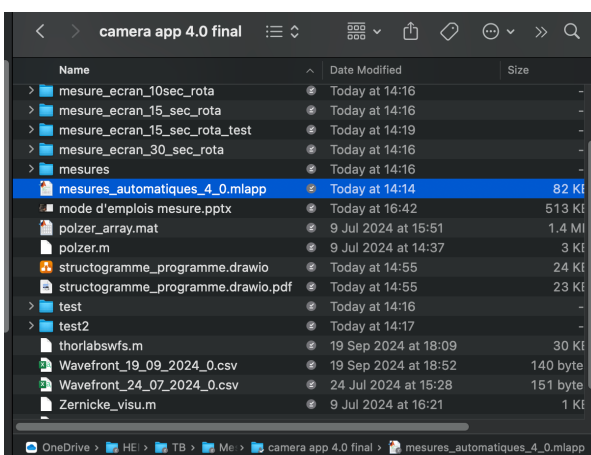 camera app 4.0 final
Name Date Modified Size
mesure_ecran_10sec_rota Today at 14:16 --
mesure_ecran_15_sec_rota Today at 14:16 --
mesure_ecran_15_sec_rota_test Today at 14:19 --
mesure_ecran_30_sec_rota Today at 14:16 --
mesures Today at 14:16 --
mesures_automatiques_4_0.mlapp Today at 14:14 82 KB
mode d'emplois mesure.pptx Today at 16:42 513 KB
polzer_array.mat 9 Jul 2024 at 15:51 1.4 MB
polzer.m 9 Jul 2024 at 14:37 3 KB
structogramme_programme.drawio Today at 14:55 24 KB
structogramme_programme.drawio.pdf Today at 14:55 23 KB
test Today at 14:16 --
test2 Today at 14:17 --
thorlabswfs.m 19 Sep 2024 at 18:09 30 KB
Wavefront_19_09_2024_0.csv 19 Sep 2024 at 18:52 140 byte
Wavefront_24_07_2024_0.csv 24 Jul 2024 at 15:28 151 byte
Zernicke_visu.m 9 Jul 2024 at 16:21 1 KB
OneDrive › HEI › TB › Me › camera app 4.0 final › mesures_automatiques_4_0.mlapp